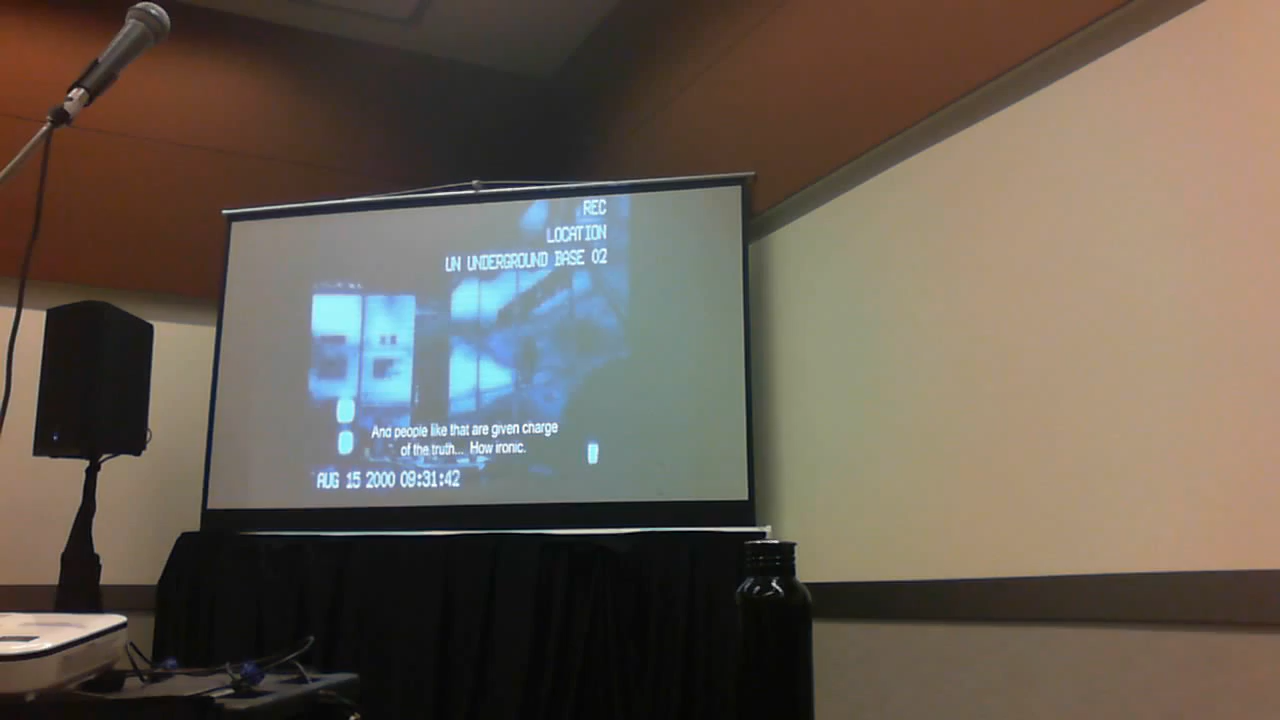 REC
LOCATION
UN UNDERGROUND BASE 02
And people like that are given charge
of the truth... How ironic.
AUG 15 2000 09:31:42